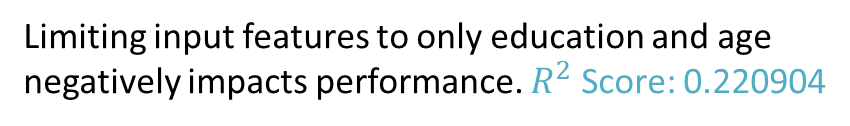 Limiting input features to only education and age
negatively impacts performance. R² Score: 0.220904